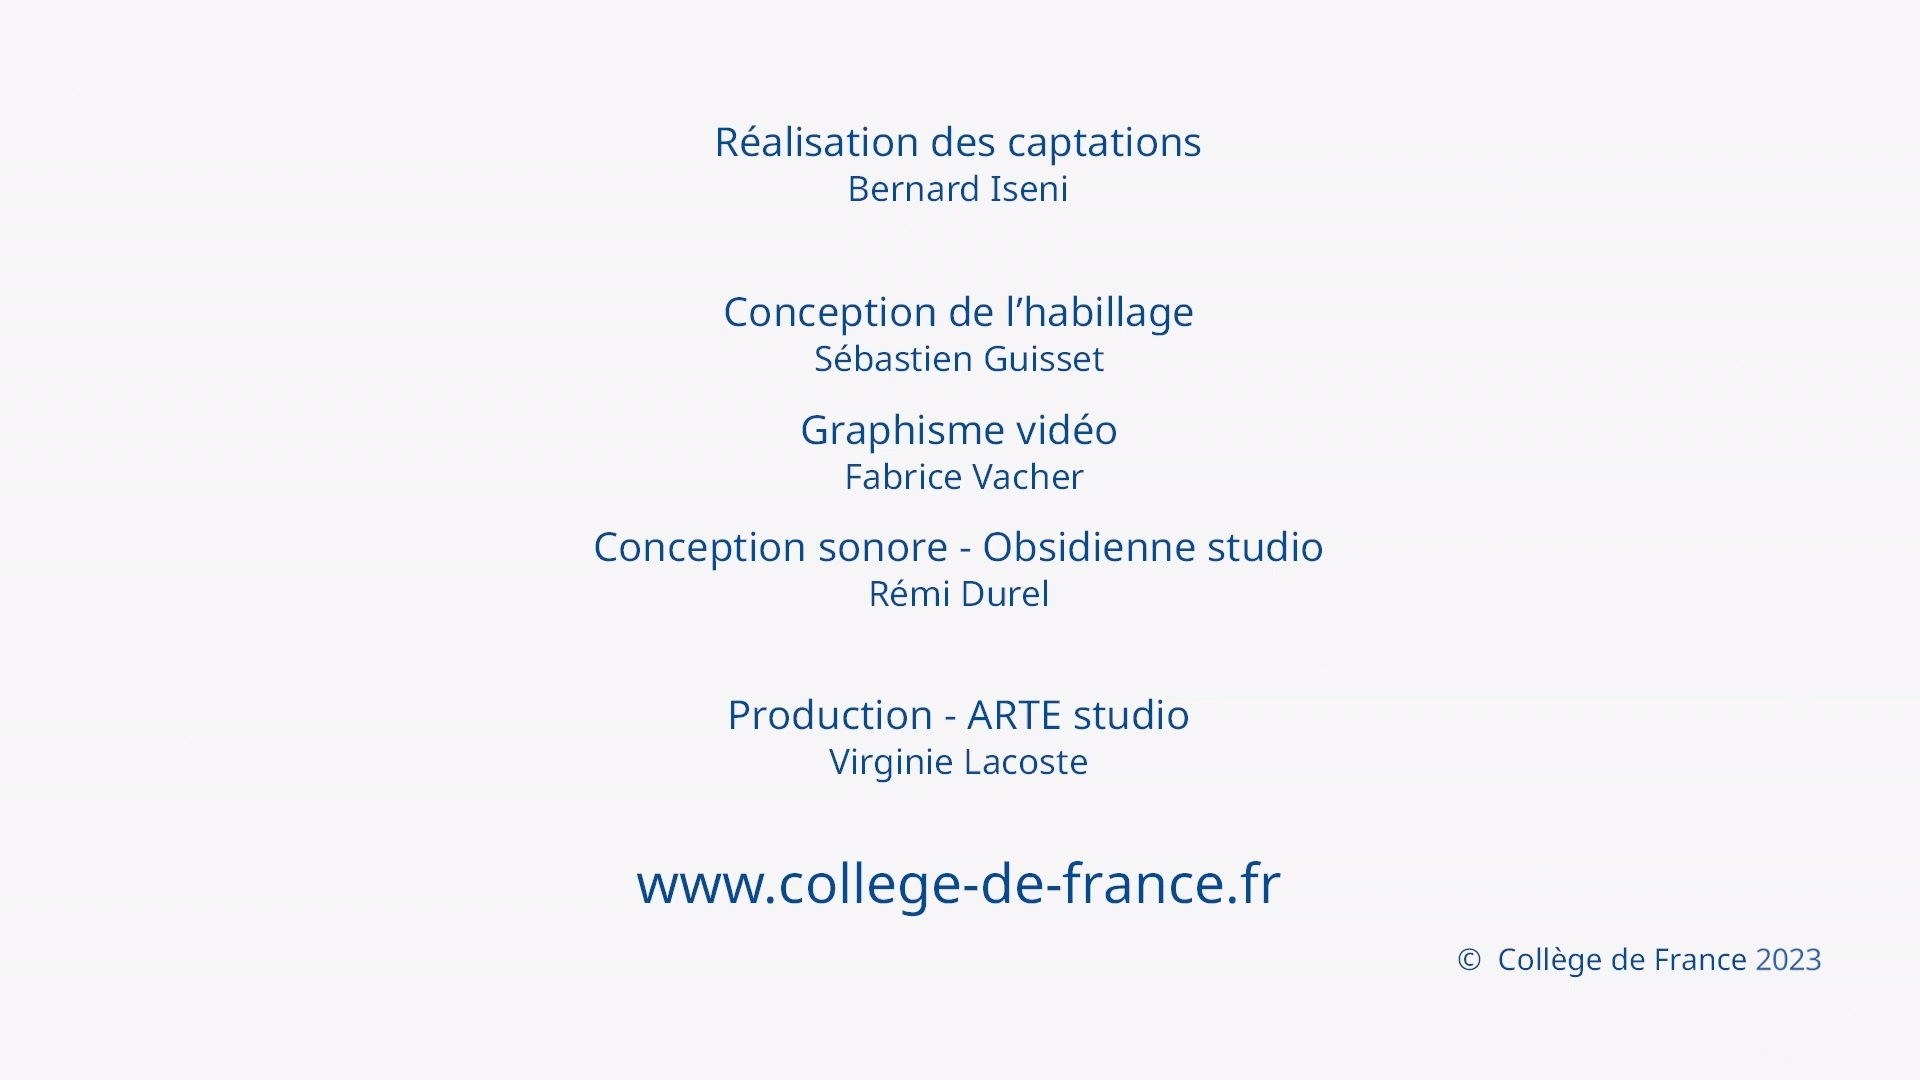 Réalisation des captations
Bernard Iseni
Conception de l’habillage
Sébastien Guisset
Graphisme vidéo
Fabrice Vacher
Conception sonore - Obsidienne studio
Rémi Durel
Production - ARTE studio
Virginie Lacoste
www.college-de-france.fr
© Collège de France 2023